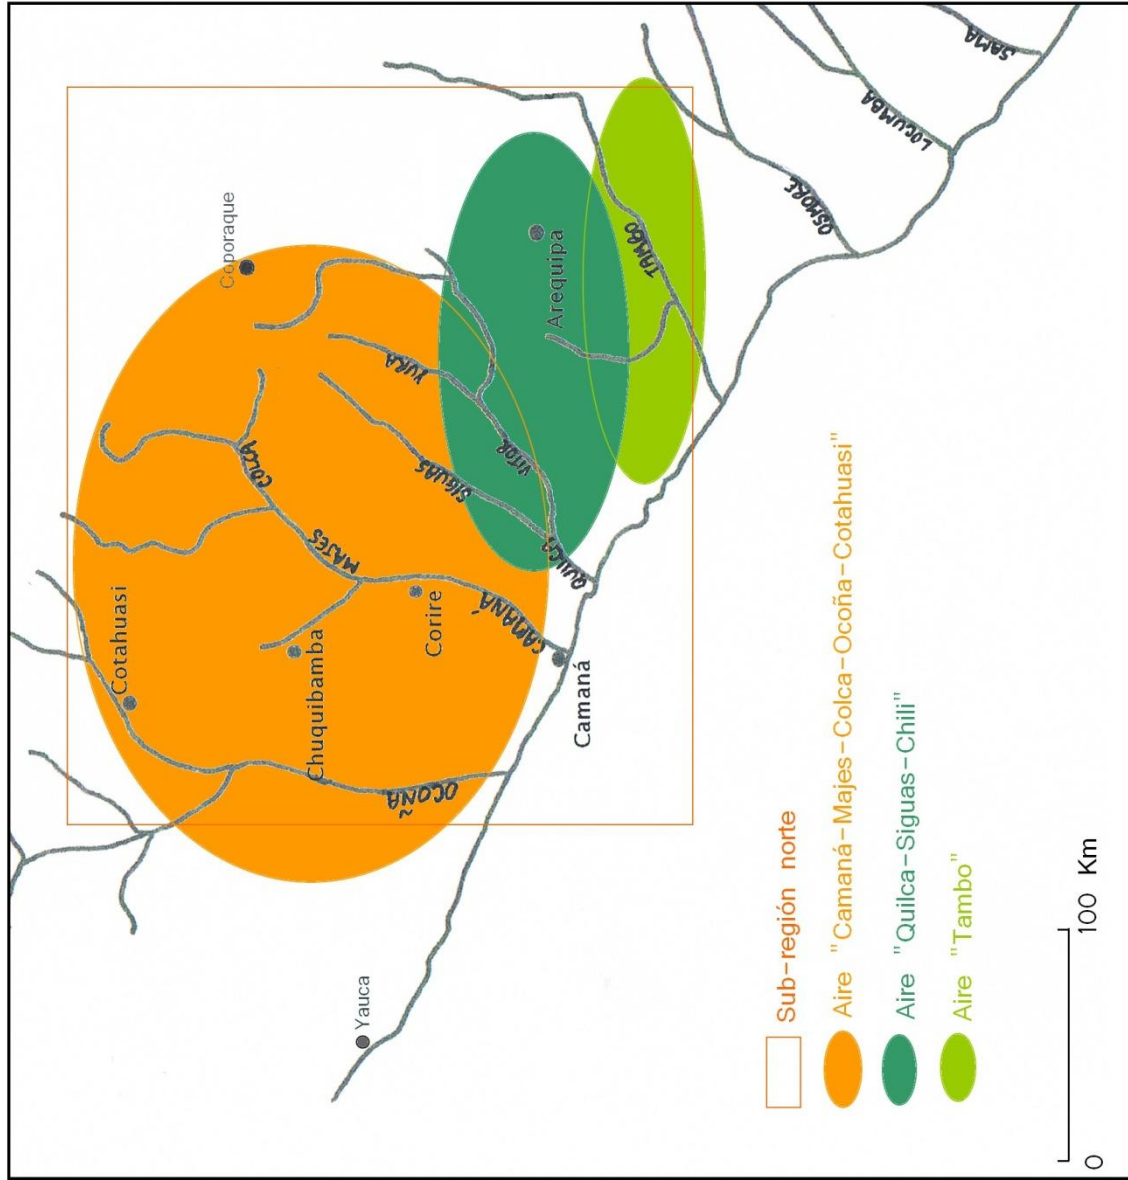 Cotahuasi
Coporaque
COLCA
Chuquibamba
MAJES
Yauca
YURA
OCOÑA
Corire
SIGUAS
CAMANÁ
VITOR
Arequipa
QUILCA
Camaná
TAMBO
OSMORE
LOCUMBA
SAMA
Sub-región norte
Aire "Camaná-Majes-Colca-Ocoña-Cotahuasi"
Aire "Quilca-Siguas-Chili"
Aire "Tambo"
0 100 Km